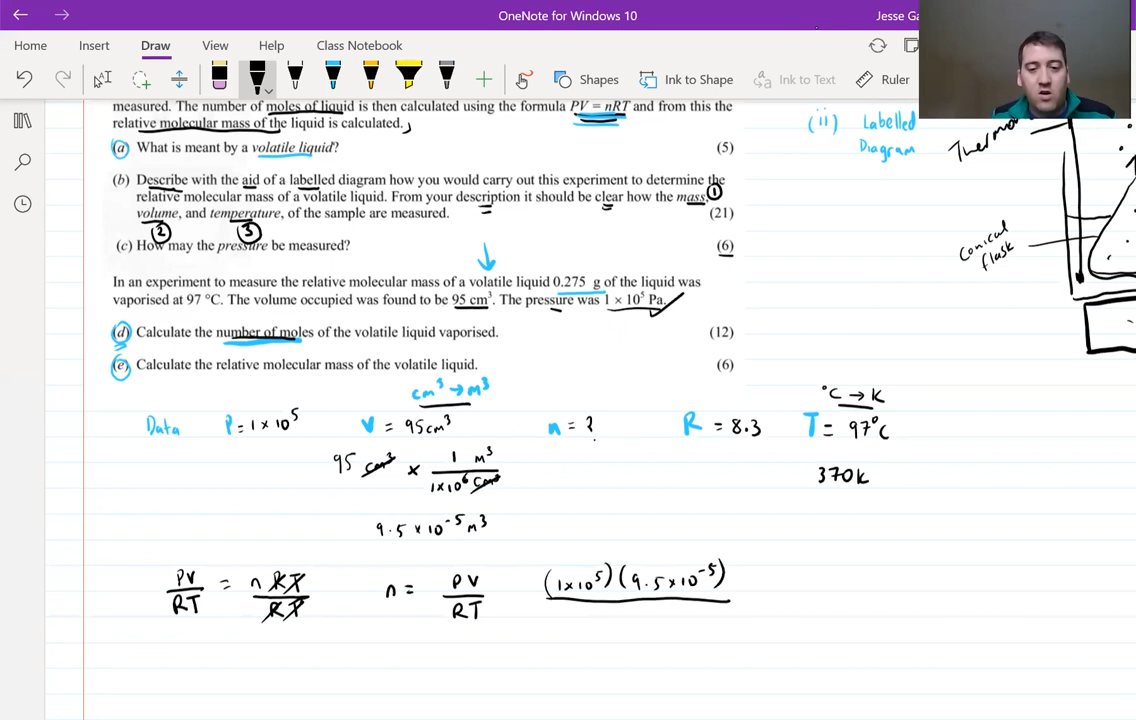 OneNote for Windows 10
Jesse Ga
Home Insert Draw View Help Class Notebook
Shapes Ink to Shape Ink to Text Ruler
measured. The number of moles of liquid is then calculated using the formula PV = nRT and from this the
relative molecular mass of the liquid is calculated.
(a) What is meant by a volatile liquid? (5)
(b) Describe with the aid of a labelled diagram how you would carry out this experiment to determine the
relative molecular mass of a volatile liquid. From your description it should be clear how the mass, ①
volume, and temperature, of the sample are measured. (21)
② ③
(c) How may the pressure be measured? (6)
In an experiment to measure the relative molecular mass of a volatile liquid 0.275 g of the liquid was
vaporised at 97 °C. The volume occupied was found to be 95 cm³. The pressure was 1 × 10⁵ Pa.
(d) Calculate the number of moles of the volatile liquid vaporised. (12)
(e) Calculate the relative molecular mass of the volatile liquid. (6)
(ii) Labelled
Diagram
Conical
flask
cm³ → m³
°C → K
Data P = 1 × 10⁵ V = 95 cm³ n = ? R = 8.3 T = 97°C
95 cm³ × 1 m³
1×10⁶ cm³
370K
9.5 × 10⁻⁵ m³
PV = nRT n = PV (1×10⁵)(9.5×10⁻⁵)
RT RT RT